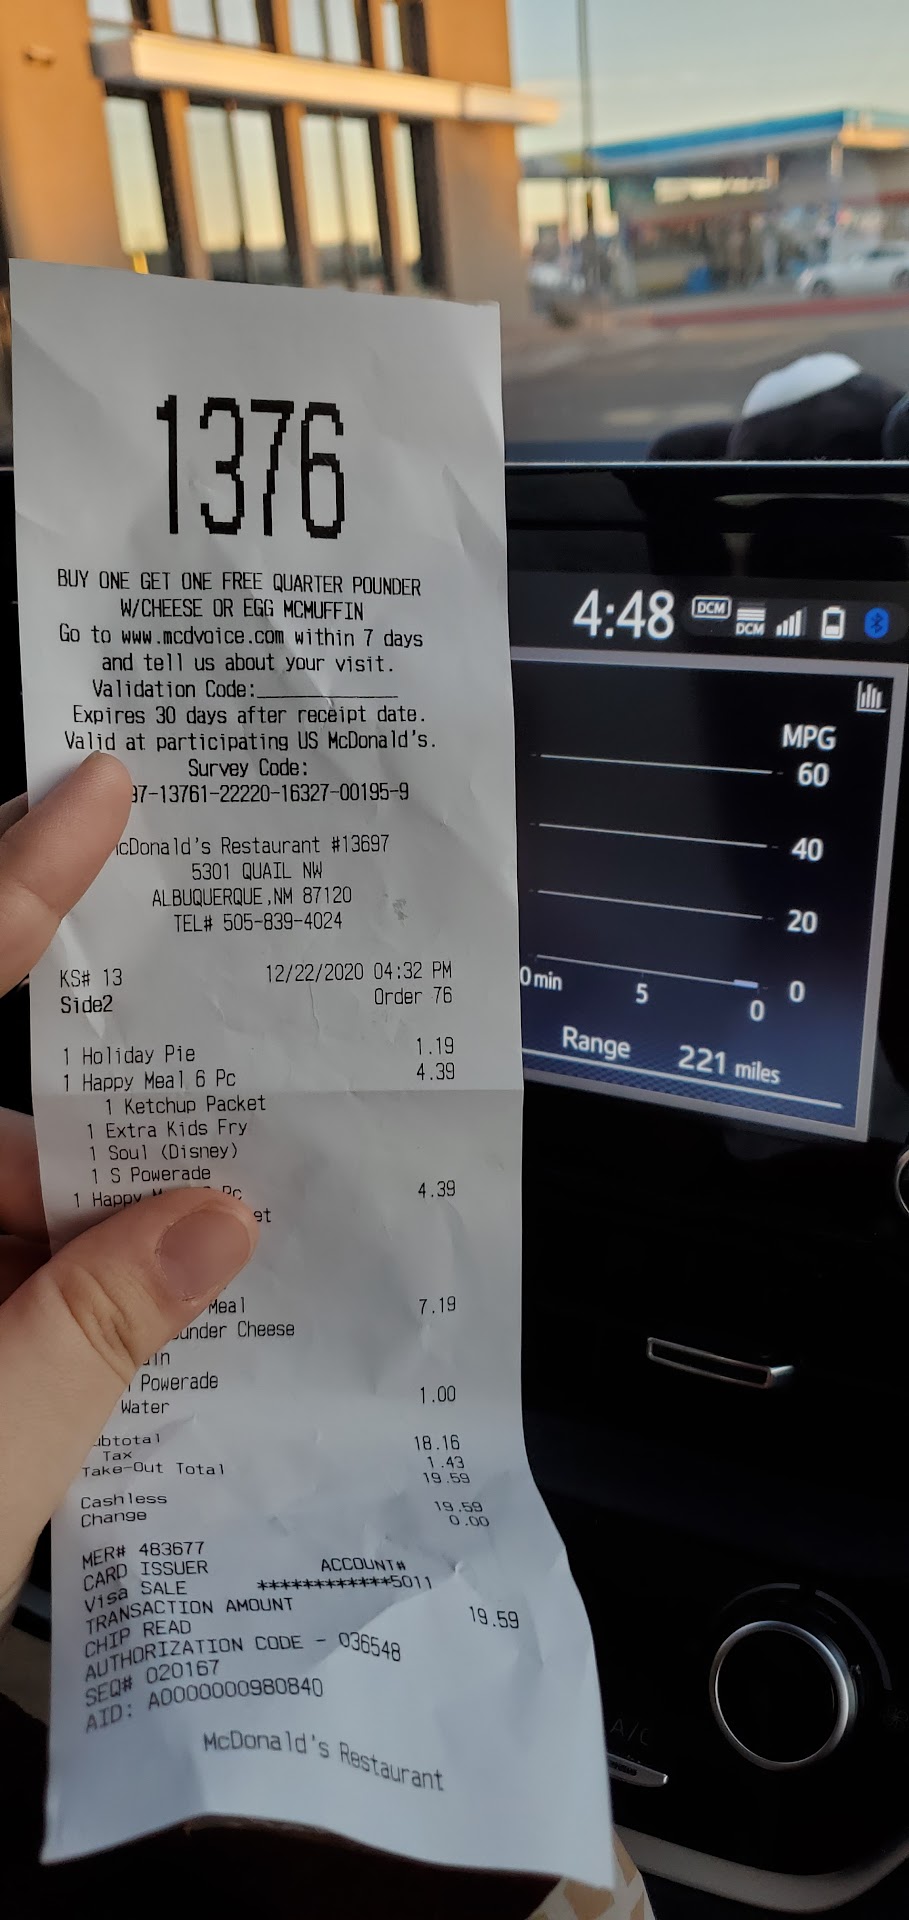 1376
BUY ONE GET ONE FREE QUARTER POUNDER
W/CHEESE OR EGG MCMUFFIN
Go to www.mcdvoice.com within 7 days
and tell us about your visit.
Validation Code:______________
Expires 30 days after receipt date.
Valid at participating US McDonald's.
Survey Code:
97-13761-22220-16327-00195-9
McDonald's Restaurant #13697
5301 QUAIL NW
ALBUQUERQUE,NM 87120
TEL# 505-839-4024
KS# 13 12/22/2020 04:32 PM
Side2 Order 76
1 Holiday Pie 1.19
1 Happy Meal 6 Pc 4.39
1 Ketchup Packet
1 Extra Kids Fry
1 Soul (Disney)
1 S Powerade
1 Happy Pc 4.39
Meal 7.19
Cheese
Powerade
Water 1.00
Subtotal 18.16
Tax 1.43
Take-Out Total 19.59
Cashless 19.59
Change 0.00
MER# 483677
CARD ISSUER ACCOUNT#
Visa SALE ************5011
TRANSACTION AMOUNT 19.59
CHIP READ
AUTHORIZATION CODE - 036548
SEQ# 020167
AID: A0000000980840
McDonald's Restaurant
4:48 DCM DCM
MPG
60
40
20
0
0min 5 0
Range 221 miles
A/C